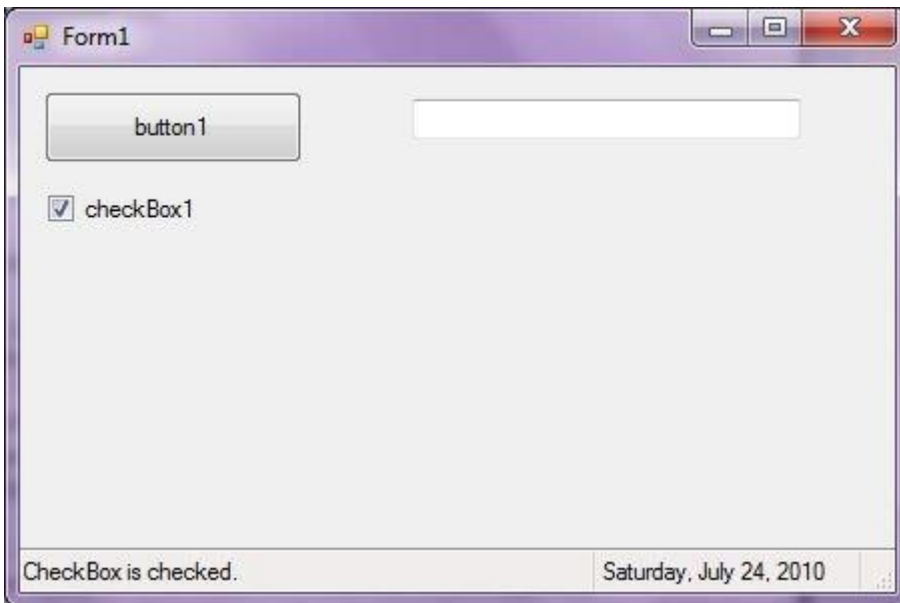 Form1
button1
checkBox1
CheckBox is checked.
Saturday, July 24, 2010